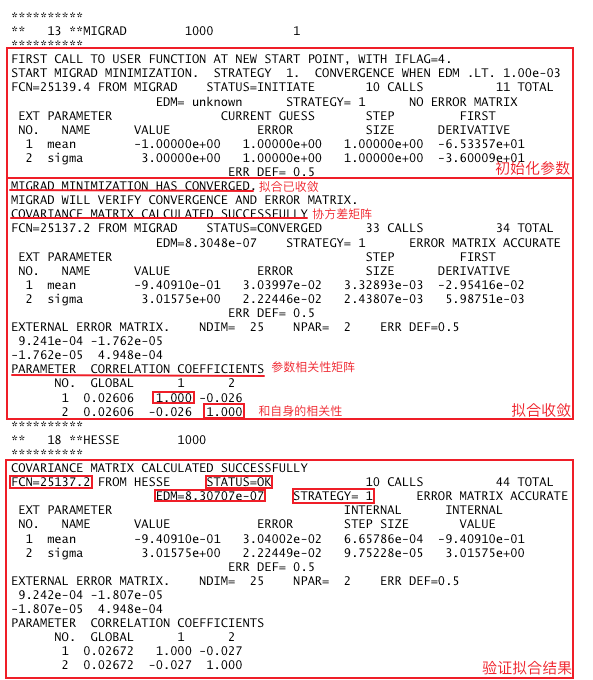 **********
**   13 **MIGRAD        1000           1
**********
FIRST CALL TO USER FUNCTION AT NEW START POINT, WITH IFLAG=4.
START MIGRAD MINIMIZATION.  STRATEGY  1.  CONVERGENCE WHEN EDM .LT. 1.00e-03
FCN=25139.4 FROM MIGRAD    STATUS=INITIATE       10 CALLS          11 TOTAL
EDM= unknown      STRATEGY= 1      NO ERROR MATRIX
EXT PARAMETER               CURRENT GUESS       STEP         FIRST
NO.   NAME      VALUE            ERROR          SIZE      DERIVATIVE
1  mean        -1.00000e+00   1.00000e+00   1.00000e+00  -6.53357e+01
2  sigma        3.00000e+00   1.00000e+00   1.00000e+00  -3.60009e+01
ERR DEF= 0.5
初始化参数
MIGRAD MINIMIZATION HAS CONVERGED. 拟合已收敛
MIGRAD WILL VERIFY CONVERGENCE AND ERROR MATRIX.
COVARIANCE MATRIX CALCULATED SUCCESSFULLY 协方差矩阵
FCN=25137.2 FROM MIGRAD    STATUS=CONVERGED      33 CALLS          34 TOTAL
EDM=8.3048e-07    STRATEGY= 1      ERROR MATRIX ACCURATE
EXT PARAMETER                                   STEP         FIRST
NO.   NAME      VALUE            ERROR          SIZE      DERIVATIVE
1  mean        -9.40910e-01   3.03997e-02   3.32893e-03  -2.95416e-02
2  sigma        3.01575e+00   2.22446e-02   2.43807e-03   5.98751e-03
ERR DEF= 0.5
EXTERNAL ERROR MATRIX.    NDIM=  25    NPAR=  2    ERR DEF=0.5
9.241e-04 -1.762e-05
-1.762e-05  4.948e-04
PARAMETER  CORRELATION COEFFICIENTS 参数相关性矩阵
NO.  GLOBAL      1      2
1  0.02606   1.000 -0.026
2  0.02606  -0.026  1.000 和自身的相关性
拟合收敛
**********
**   18 **HESSE        1000
**********
COVARIANCE MATRIX CALCULATED SUCCESSFULLY
FCN=25137.2 FROM HESSE     STATUS=OK             10 CALLS          44 TOTAL
EDM=8.30707e-07    STRATEGY= 1      ERROR MATRIX ACCURATE
EXT PARAMETER                                INTERNAL      INTERNAL
NO.   NAME      VALUE            ERROR       STEP SIZE       VALUE
1  mean        -9.40910e-01   3.04002e-02   6.65786e-04  -9.40910e-01
2  sigma        3.01575e+00   2.22449e-02   9.75228e-05   3.01575e+00
ERR DEF= 0.5
EXTERNAL ERROR MATRIX.    NDIM=  25    NPAR=  2    ERR DEF=0.5
9.242e-04 -1.807e-05
-1.807e-05  4.948e-04
PARAMETER  CORRELATION COEFFICIENTS
NO.  GLOBAL      1      2
1  0.02672   1.000 -0.027
2  0.02672  -0.027  1.000
验证拟合结果